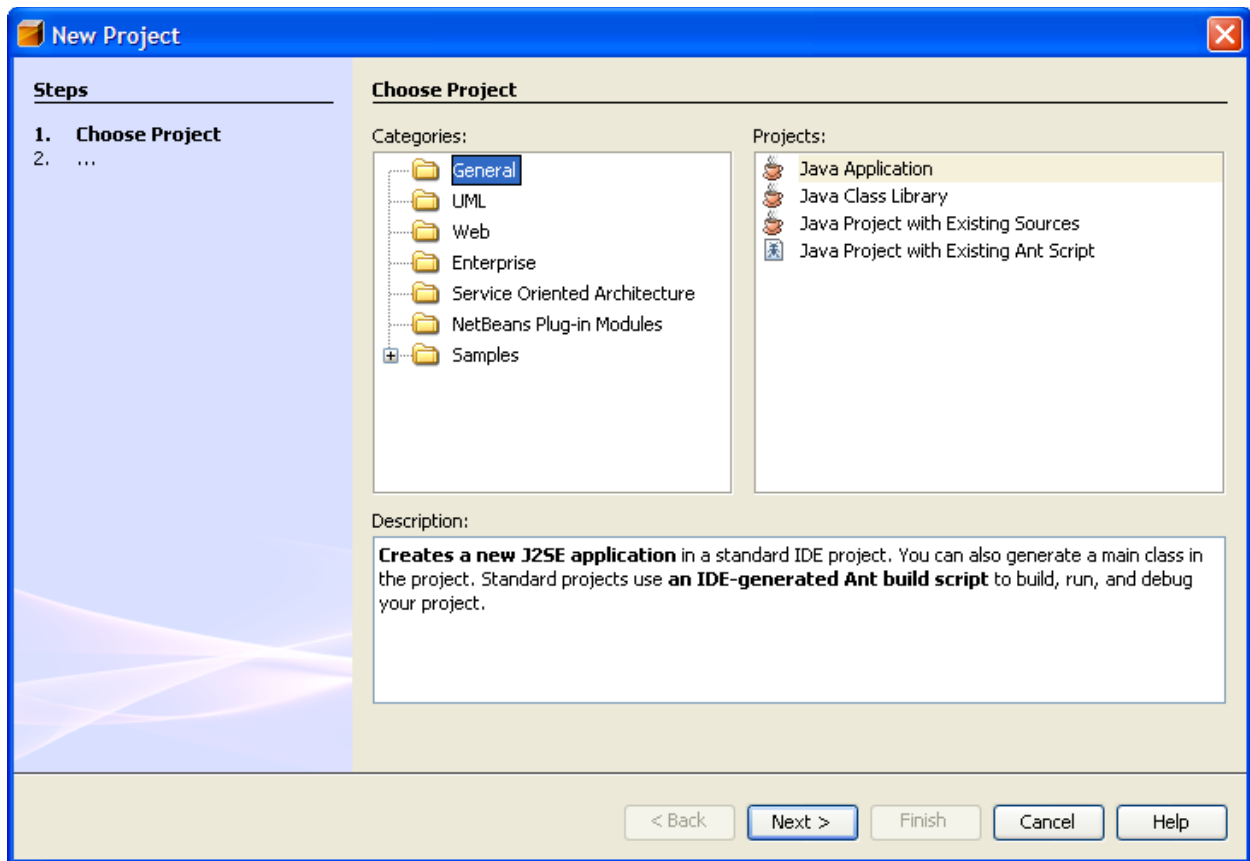 New Project
Steps
1. Choose Project
2. ...
Choose Project
Categories:
General
UML
Web
Enterprise
Service Oriented Architecture
NetBeans Plug-in Modules
Samples
Projects:
Java Application
Java Class Library
Java Project with Existing Sources
Java Project with Existing Ant Script
Description:
Creates a new J2SE application in a standard IDE project. You can also generate a main class in
the project. Standard projects use an IDE-generated Ant build script to build, run, and debug
your project.
< Back Next > Finish Cancel Help